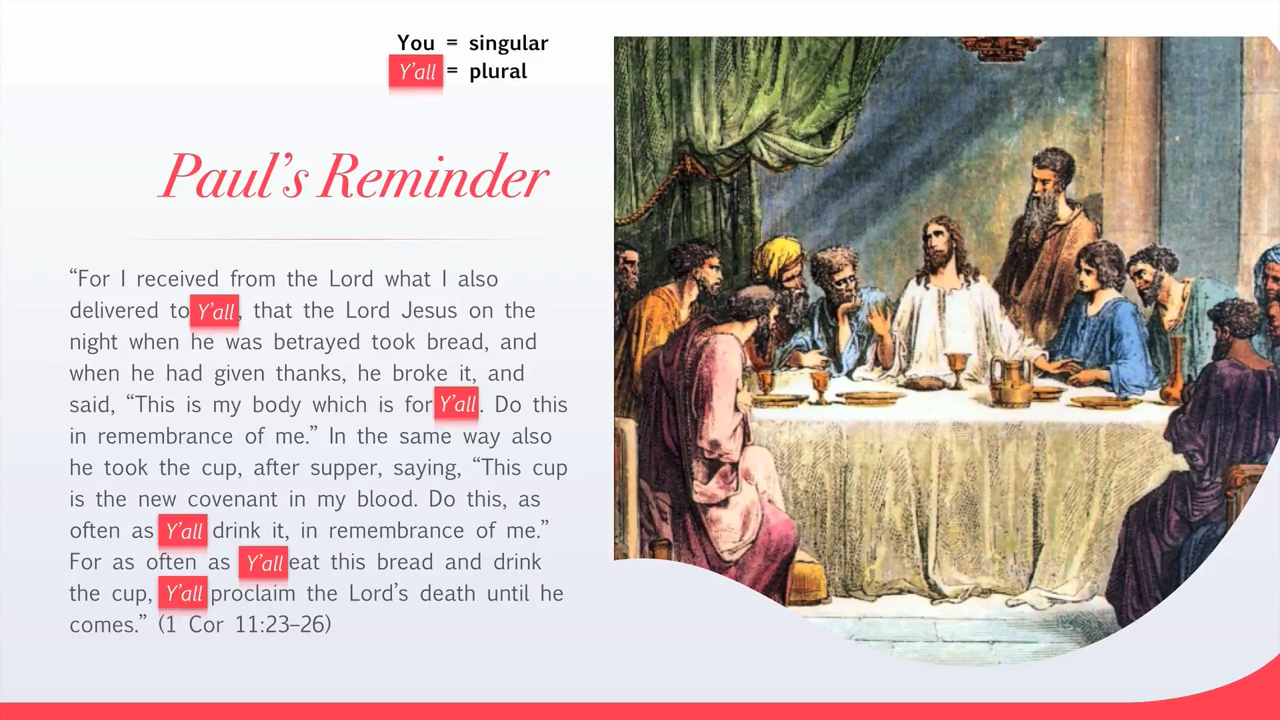 You = singular
Y'all = plural
Paul's Reminder
“For I received from the Lord what I also
delivered to Y'all, that the Lord Jesus on the
night when he was betrayed took bread, and
when he had given thanks, he broke it, and
said, “This is my body which is for Y'all. Do this
in remembrance of me.” In the same way also
he took the cup, after supper, saying, “This cup
is the new covenant in my blood. Do this, as
often as Y'all drink it, in remembrance of me.”
For as often as Y'all eat this bread and drink
the cup, Y'all proclaim the Lord's death until he
comes.” (1 Cor 11:23–26)